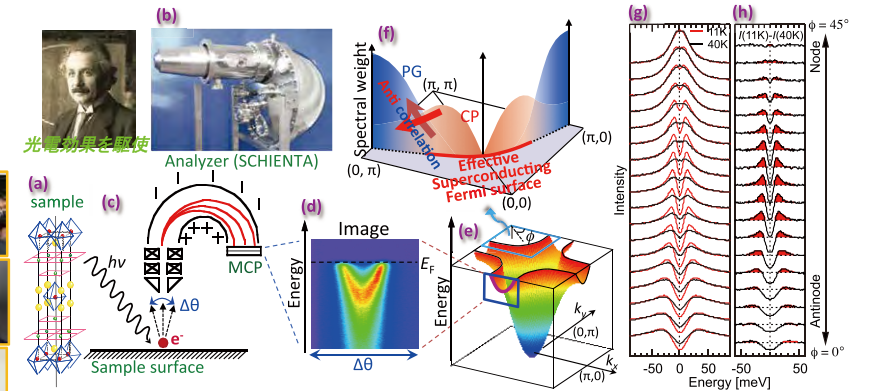 (b)
光電効果を駆使
Analyzer (SCHIENTA)
(a)
sample
(c)
hν
MCP
Δθ
e-
Sample surface
(d)
Image
Energy
E_F
Δθ
(f)
Spectral weight
PG
(π, π)
CP
Anti
correlation
(π,0)
(0, π)
Effective
Superconducting
Fermi surface
(0,0)
(e)
ϕ
Energy
k_y
(0,π)
k_x
(π,0)
(g)
11K
40K
Intensity
-50
0
50
(h)
I(11K)-I(40K)
-50
0
50
Energy [meV]
ϕ = 45°
Node
Antinode
ϕ=0°